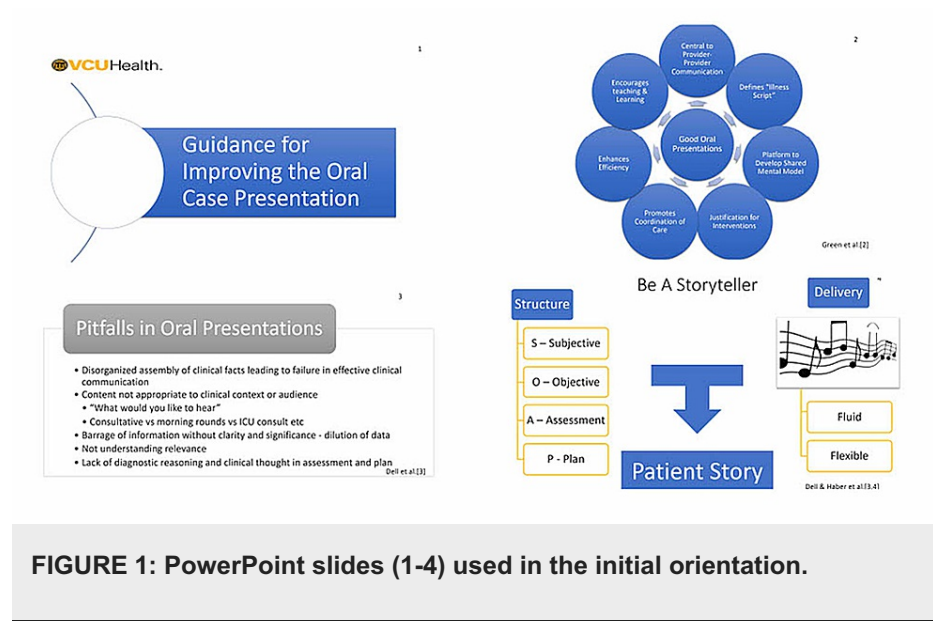 1
VCUHealth.
Guidance for
Improving the Oral
Case Presentation
2
Central to
Provider-
Provider
Communication
Defines "Illness
Script"
Platform to
Develop Shared
Mental Model
Justification for
Interventions
Promotes
Coordination of
Care
Enhances
Efficiency
Encourages
teaching &
Learning
Good Oral
Presentations
Green et al.[2]
3
Pitfalls in Oral Presentations
• Disorganized assembly of clinical facts leading to failure in effective clinical
communication
• Content not appropriate to clinical context or audience
• "What would you like to hear"
• Consultative vs morning rounds vs ICU consult etc
• Barrage of information without clarity and significance - dilution of data
• Not understanding relevance
• Lack of diagnostic reasoning and clinical thought in assessment and plan
Dell et al.[3]
Be A Storyteller
Structure
S – Subjective
O – Objective
A – Assessment
P - Plan
Patient Story
Delivery
Fluid
Flexible
Dell & Haber et al.[3,4]
FIGURE 1: PowerPoint slides (1-4) used in the initial orientation.